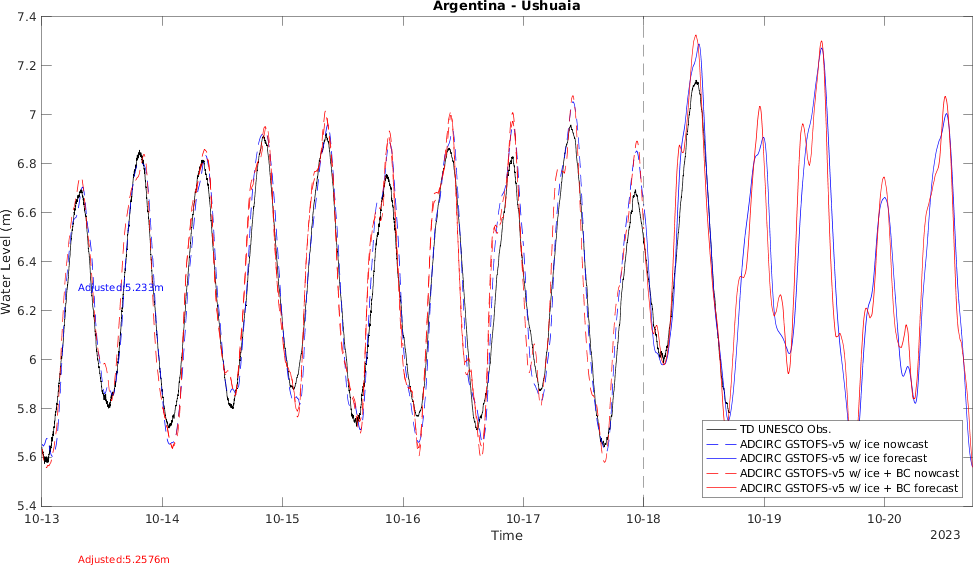 Argentina - Ushuaia
7.4
7.2
7
6.8
6.6
6.4
6.2
6
5.8
5.6
5.4
Water Level (m)
Adjusted:5.233m
TD UNESCO Obs.
ADCIRC GSTOFS-v5 w/ ice nowcast
ADCIRC GSTOFS-v5 w/ ice forecast
ADCIRC GSTOFS-v5 w/ ice + BC nowcast
ADCIRC GSTOFS-v5 w/ ice + BC forecast
10-13 10-14 10-15 10-16 10-17 10-18 10-19 10-20
Time
2023
Adjusted:5.2576m